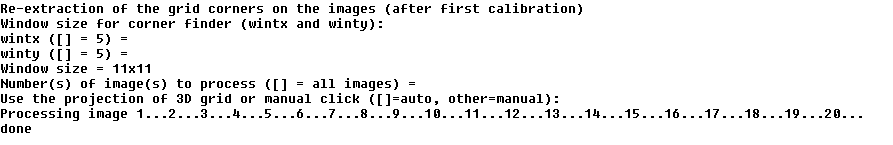 Re-extraction of the grid corners on the images (after first calibration)
Window size for corner finder (wintx and winty):
wintx ([] = 5) =
winty ([] = 5) =
Window size = 11x11
Number(s) of image(s) to process ([] = all images) =
Use the projection of 3D grid or manual click ([]=auto, other=manual):
Processing image 1...2...3...4...5...6...7...8...9...10...11...12...13...14...15...16...17...18...19...20...
done